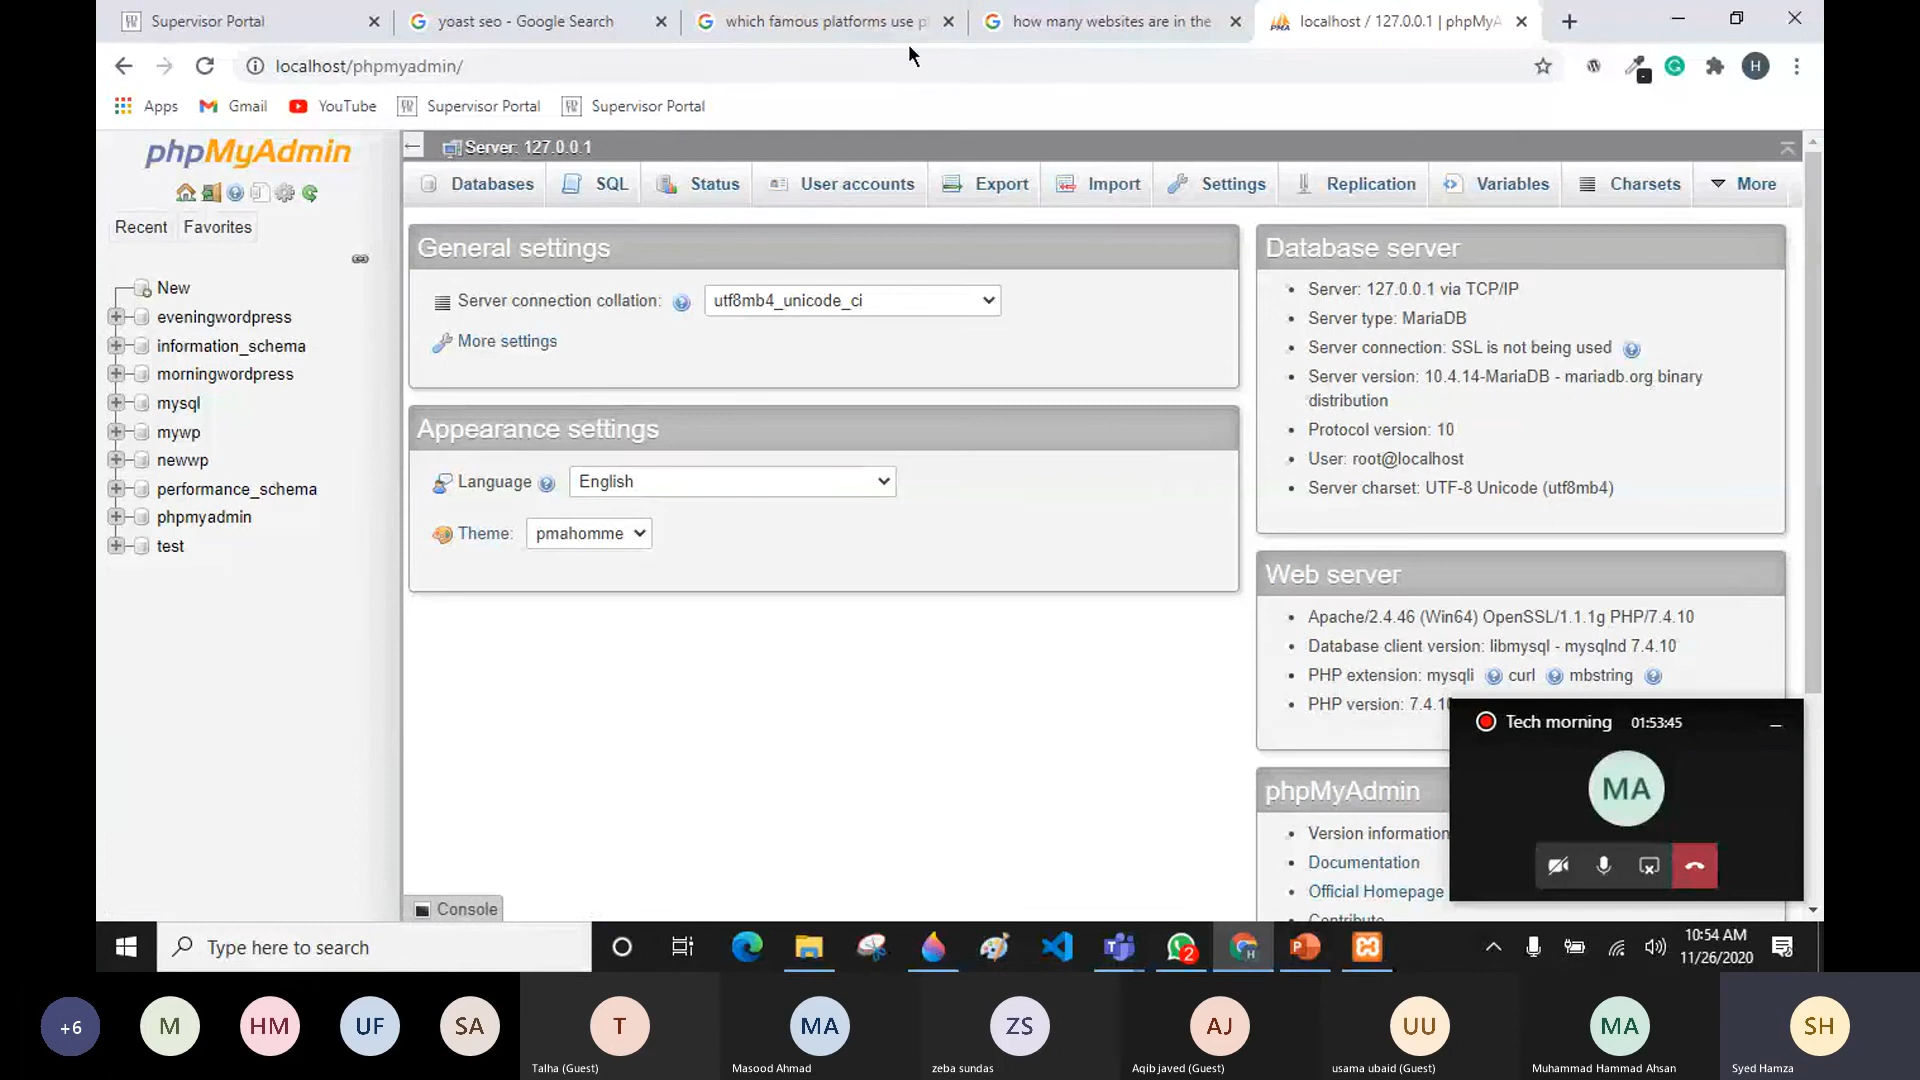 Supervisor Portal
yoast seo - Google Search
which famous platforms use p
how many websites are in the
localhost / 127.0.0.1 | phpMyA
localhost/phpmyadmin/
H
Apps
Gmail
YouTube
Supervisor Portal
Supervisor Portal
phpMyAdmin
Recent
Favorites
New
eveningwordpress
information_schema
morningwordpress
mysql
mywp
newwp
performance_schema
phpmyadmin
test
Server: 127.0.0.1
Databases
SQL
Status
User accounts
Export
Import
Settings
Replication
Variables
Charsets
More
General settings
Server connection collation:
utf8mb4_unicode_ci
More settings
Appearance settings
Language
English
Theme:
pmahomme
Database server
Server: 127.0.0.1 via TCP/IP
Server type: MariaDB
Server connection: SSL is not being used
Server version: 10.4.14-MariaDB - mariadb.org binary
distribution
Protocol version: 10
User: root@localhost
Server charset: UTF-8 Unicode (utf8mb4)
Web server
Apache/2.4.46 (Win64) OpenSSL/1.1.1g PHP/7.4.10
Database client version: libmysql - mysqlnd 7.4.10
PHP extension: mysqli curl mbstring
PHP version: 7.4.10
phpMyAdmin
Version information
Documentation
Official Homepage
Contribute
Tech morning 01:53:45
MA
Console
Type here to search
2
10:54 AM
11/26/2020
+6
M
HM
UF
SA
T
Talha (Guest)
MA
Masood Ahmad
ZS
zeba sundas
AJ
Aqib javed (Guest)
UU
usama ubaid (Guest)
MA
Muhammad Hammad Ahsan
SH
Syed Hamza